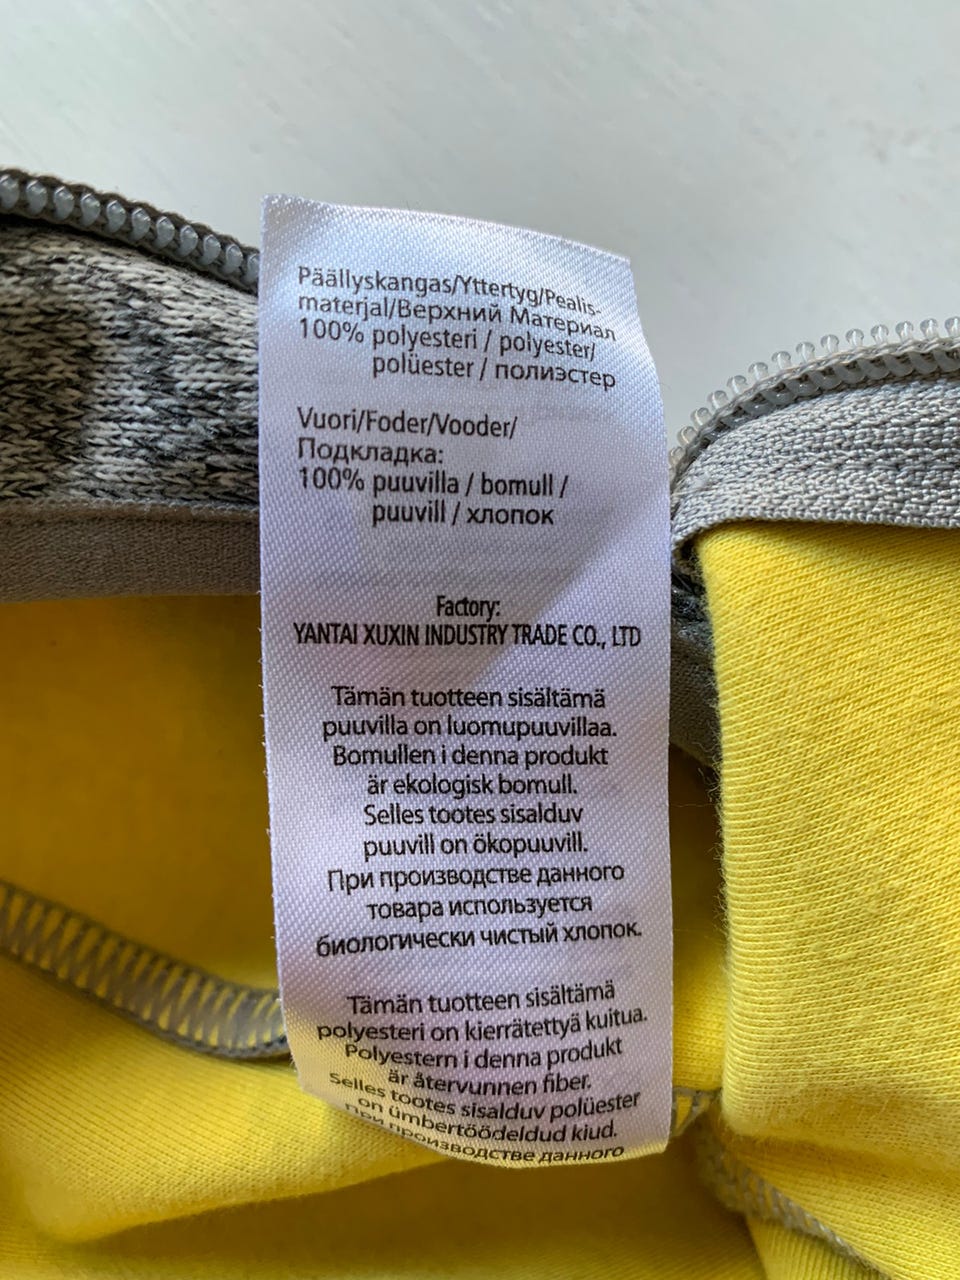 Päällyskangas/Yttertyg/Pealis-
materjal/Верхний Материал
100% polyesteri / polyester/
polüester / полиэстер
Vuori/Foder/Vooder/
Подкладка:
100% puuvilla / bomull /
puuvill / хлопок
Factory:
YANTAI XUXIN INDUSTRY TRADE CO., LTD
Tämän tuotteen sisältämä
puuvilla on luomupuuvillaa.
Bomullen i denna produkt
är ekologisk bomull.
Selles tootes sisalduv
puuvill on ökopuuvill.
При производстве данного
товара используется
биологически чистый хлопок.
Tämän tuotteen sisältämä
polyesteri on kierrätettyä kuitua.
Polyestern i denna produkt
är återvunnen fiber.
Selles tootes sisalduv polüester
on ümbertöödeldud kiud.
При производстве данного